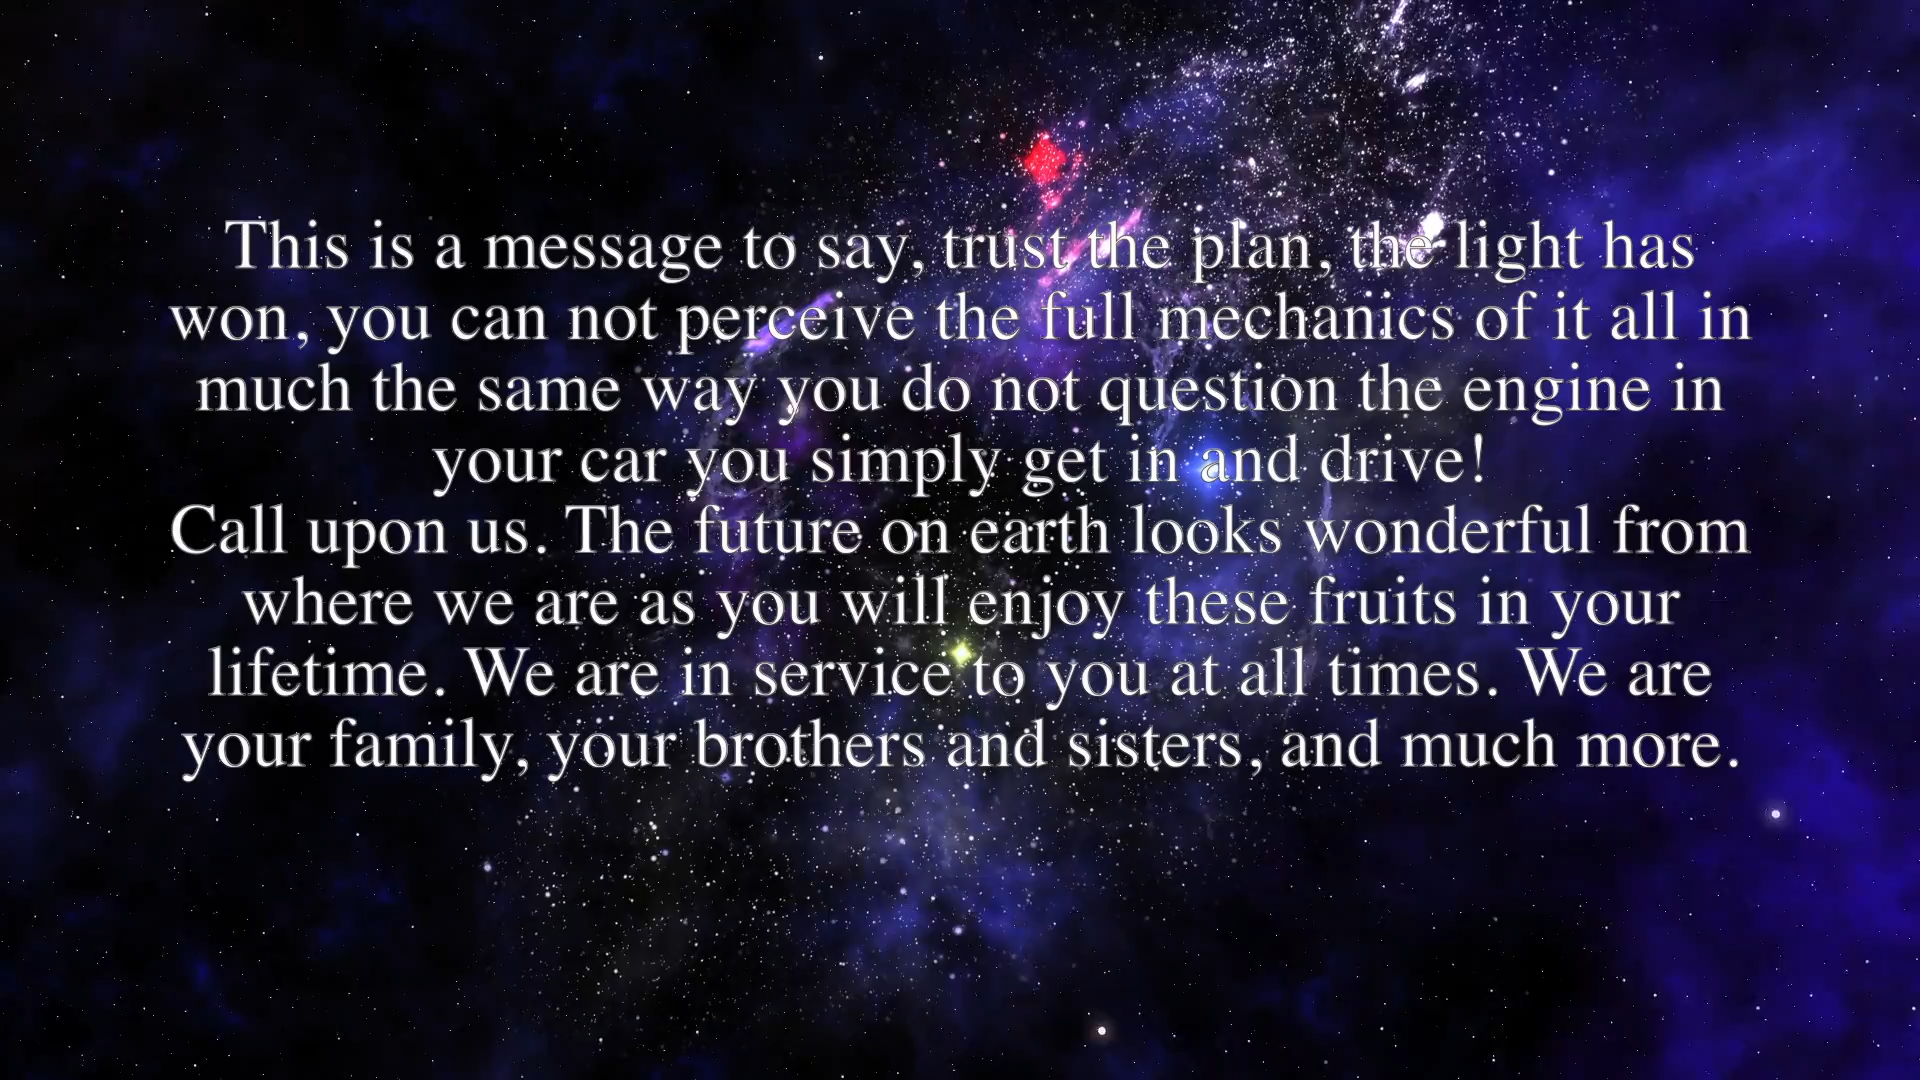 This is a message to say, trust the plan, the light has
won, you can not perceive the full mechanics of it all in
much the same way you do not question the engine in
your car you simply get in and drive!
Call upon us. The future on earth looks wonderful from
where we are as you will enjoy these fruits in your
lifetime. We are in service to you at all times. We are
your family, your brothers and sisters, and much more.